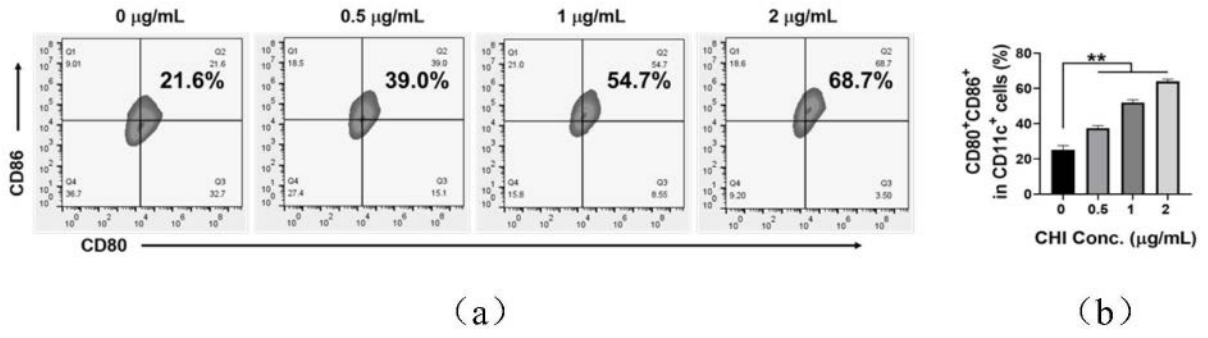 0 μg/mL
0.5 μg/mL
1 μg/mL
2 μg/mL
CD86
Q1
9.01
Q2
21.6
21.6%
Q4
36.7
Q3
32.7
Q1
18.5
Q2
39.0
39.0%
Q4
27.4
Q3
15.1
Q1
21.0
Q2
54.7
54.7%
Q4
15.8
Q3
8.55
Q1
18.6
Q2
68.7
68.7%
Q4
9.20
Q3
3.50
CD80
(a)
CD80+CD86+
in CD11c+ cells (%)
80
60
40
20
0
**
0 0.5 1 2
CHI Conc. (μg/mL)
(b)